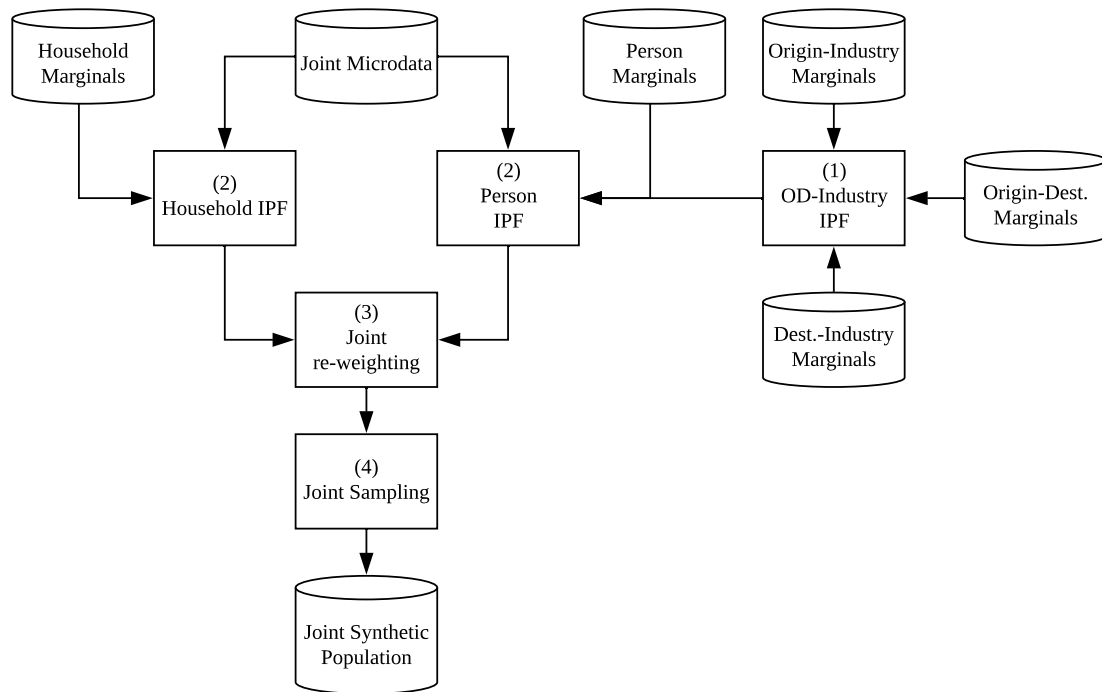 Household
Marginals
Joint Microdata
Person
Marginals
Origin-Industry
Marginals
(2)
Household IPF
(2)
Person
IPF
(1)
OD-Industry
IPF
Origin-Dest.
Marginals
(3)
Joint
re-weighting
Dest.-Industry
Marginals
(4)
Joint Sampling
Joint Synthetic
Population